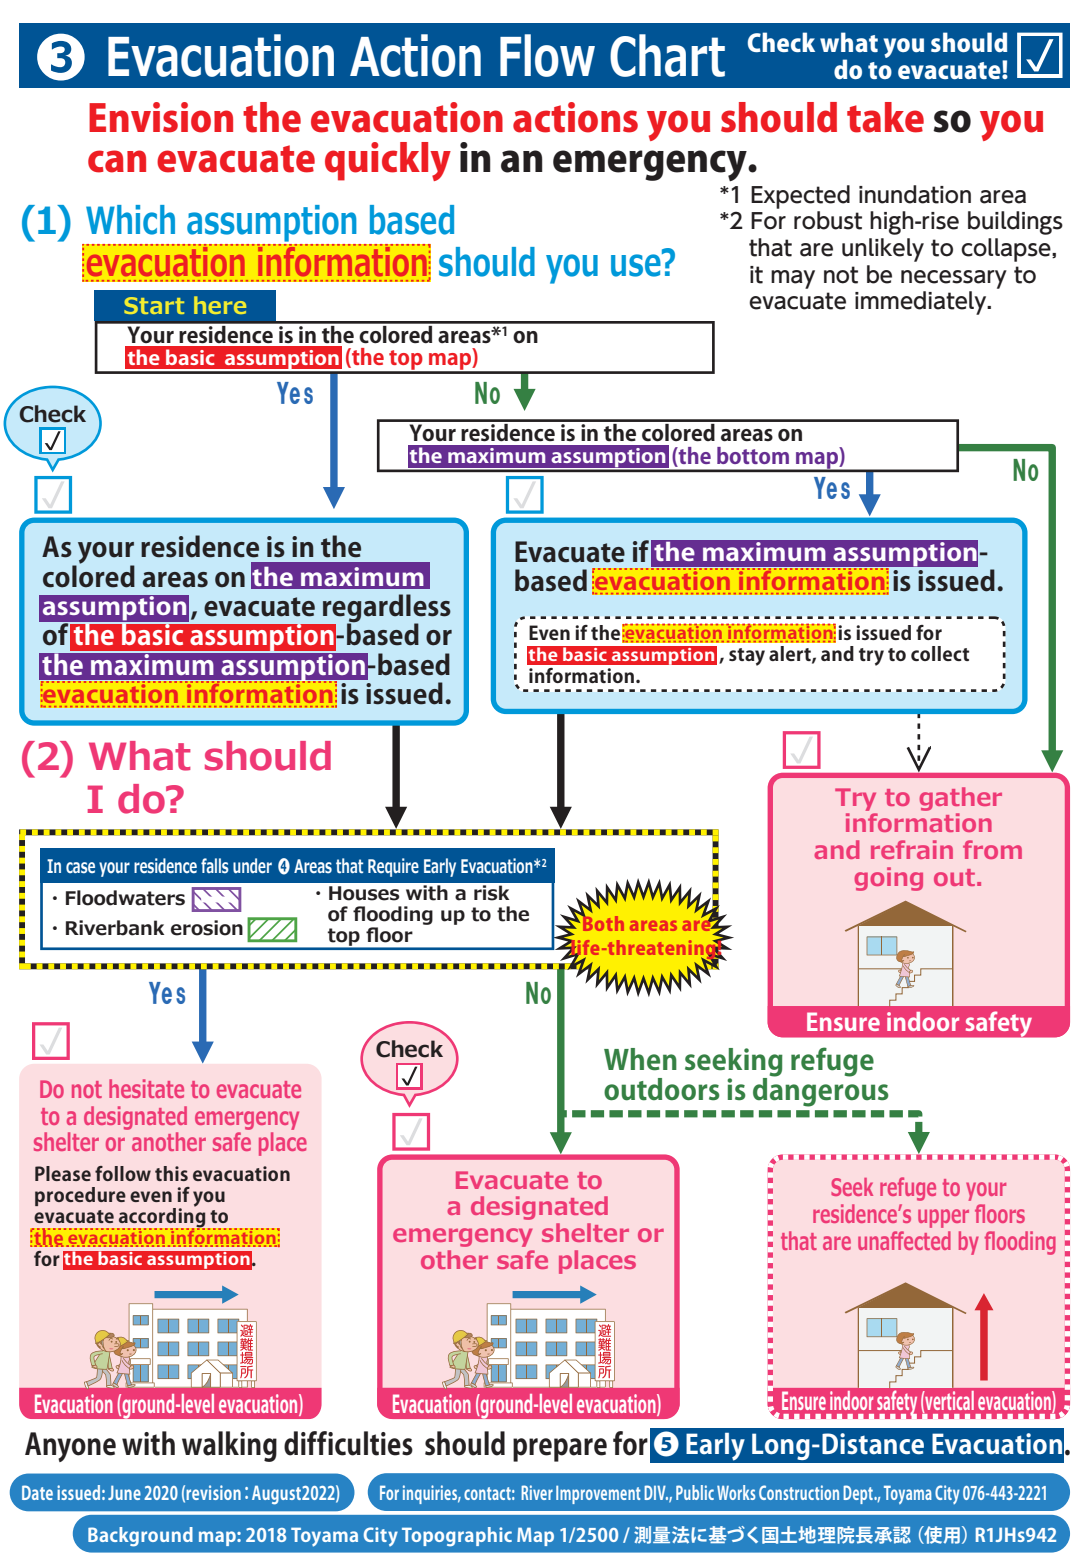 ❸ Evacuation Action Flow Chart
Check what you should
do to evacuate!
Envision the evacuation actions you should take so you
can evacuate quickly in an emergency.
*1 Expected inundation area
*2 For robust high-rise buildings
that are unlikely to collapse,
it may not be necessary to
evacuate immediately.
(1) Which assumption based
evacuation information should you use?
Start here
Your residence is in the colored areas*1 on
the basic assumption (the top map)
Yes
No
Check
Your residence is in the colored areas on
the maximum assumption (the bottom map)
Yes
No
As your residence is in the
colored areas on the maximum
assumption, evacuate regardless
of the basic assumption-based or
the maximum assumption-based
evacuation information is issued.
Evacuate if the maximum assumption-
based evacuation information is issued.
Even if the evacuation information is issued for
the basic assumption, stay alert, and try to collect
information.
(2) What should
I do?
Try to gather
information
and refrain from
going out.
Ensure indoor safety
In case your residence falls under ❹ Areas that Require Early Evacuation*2
・Floodwaters
・Riverbank erosion
・Houses with a risk
of flooding up to the
top floor
Both areas are
life-threatening!
Yes
No
Check
When seeking refuge
outdoors is dangerous
Do not hesitate to evacuate
to a designated emergency
shelter or another safe place
Please follow this evacuation
procedure even if you
evacuate according to
the evacuation information
for the basic assumption.
避難場所
Evacuation (ground-level evacuation)
Evacuate to
a designated
emergency shelter or
other safe places
避難場所
Evacuation (ground-level evacuation)
Seek refuge to your
residence's upper floors
that are unaffected by flooding
Ensure indoor safety (vertical evacuation)
Anyone with walking difficulties should prepare for ❺ Early Long-Distance Evacuation.
Date issued: June 2020 (revision：August2022)
For inquiries, contact: River Improvement DIV., Public Works Construction Dept., Toyama City 076-443-2221
Background map: 2018 Toyama City Topographic Map 1/2500 / 測量法に基づく国土地理院長承認（使用）R1JHs942